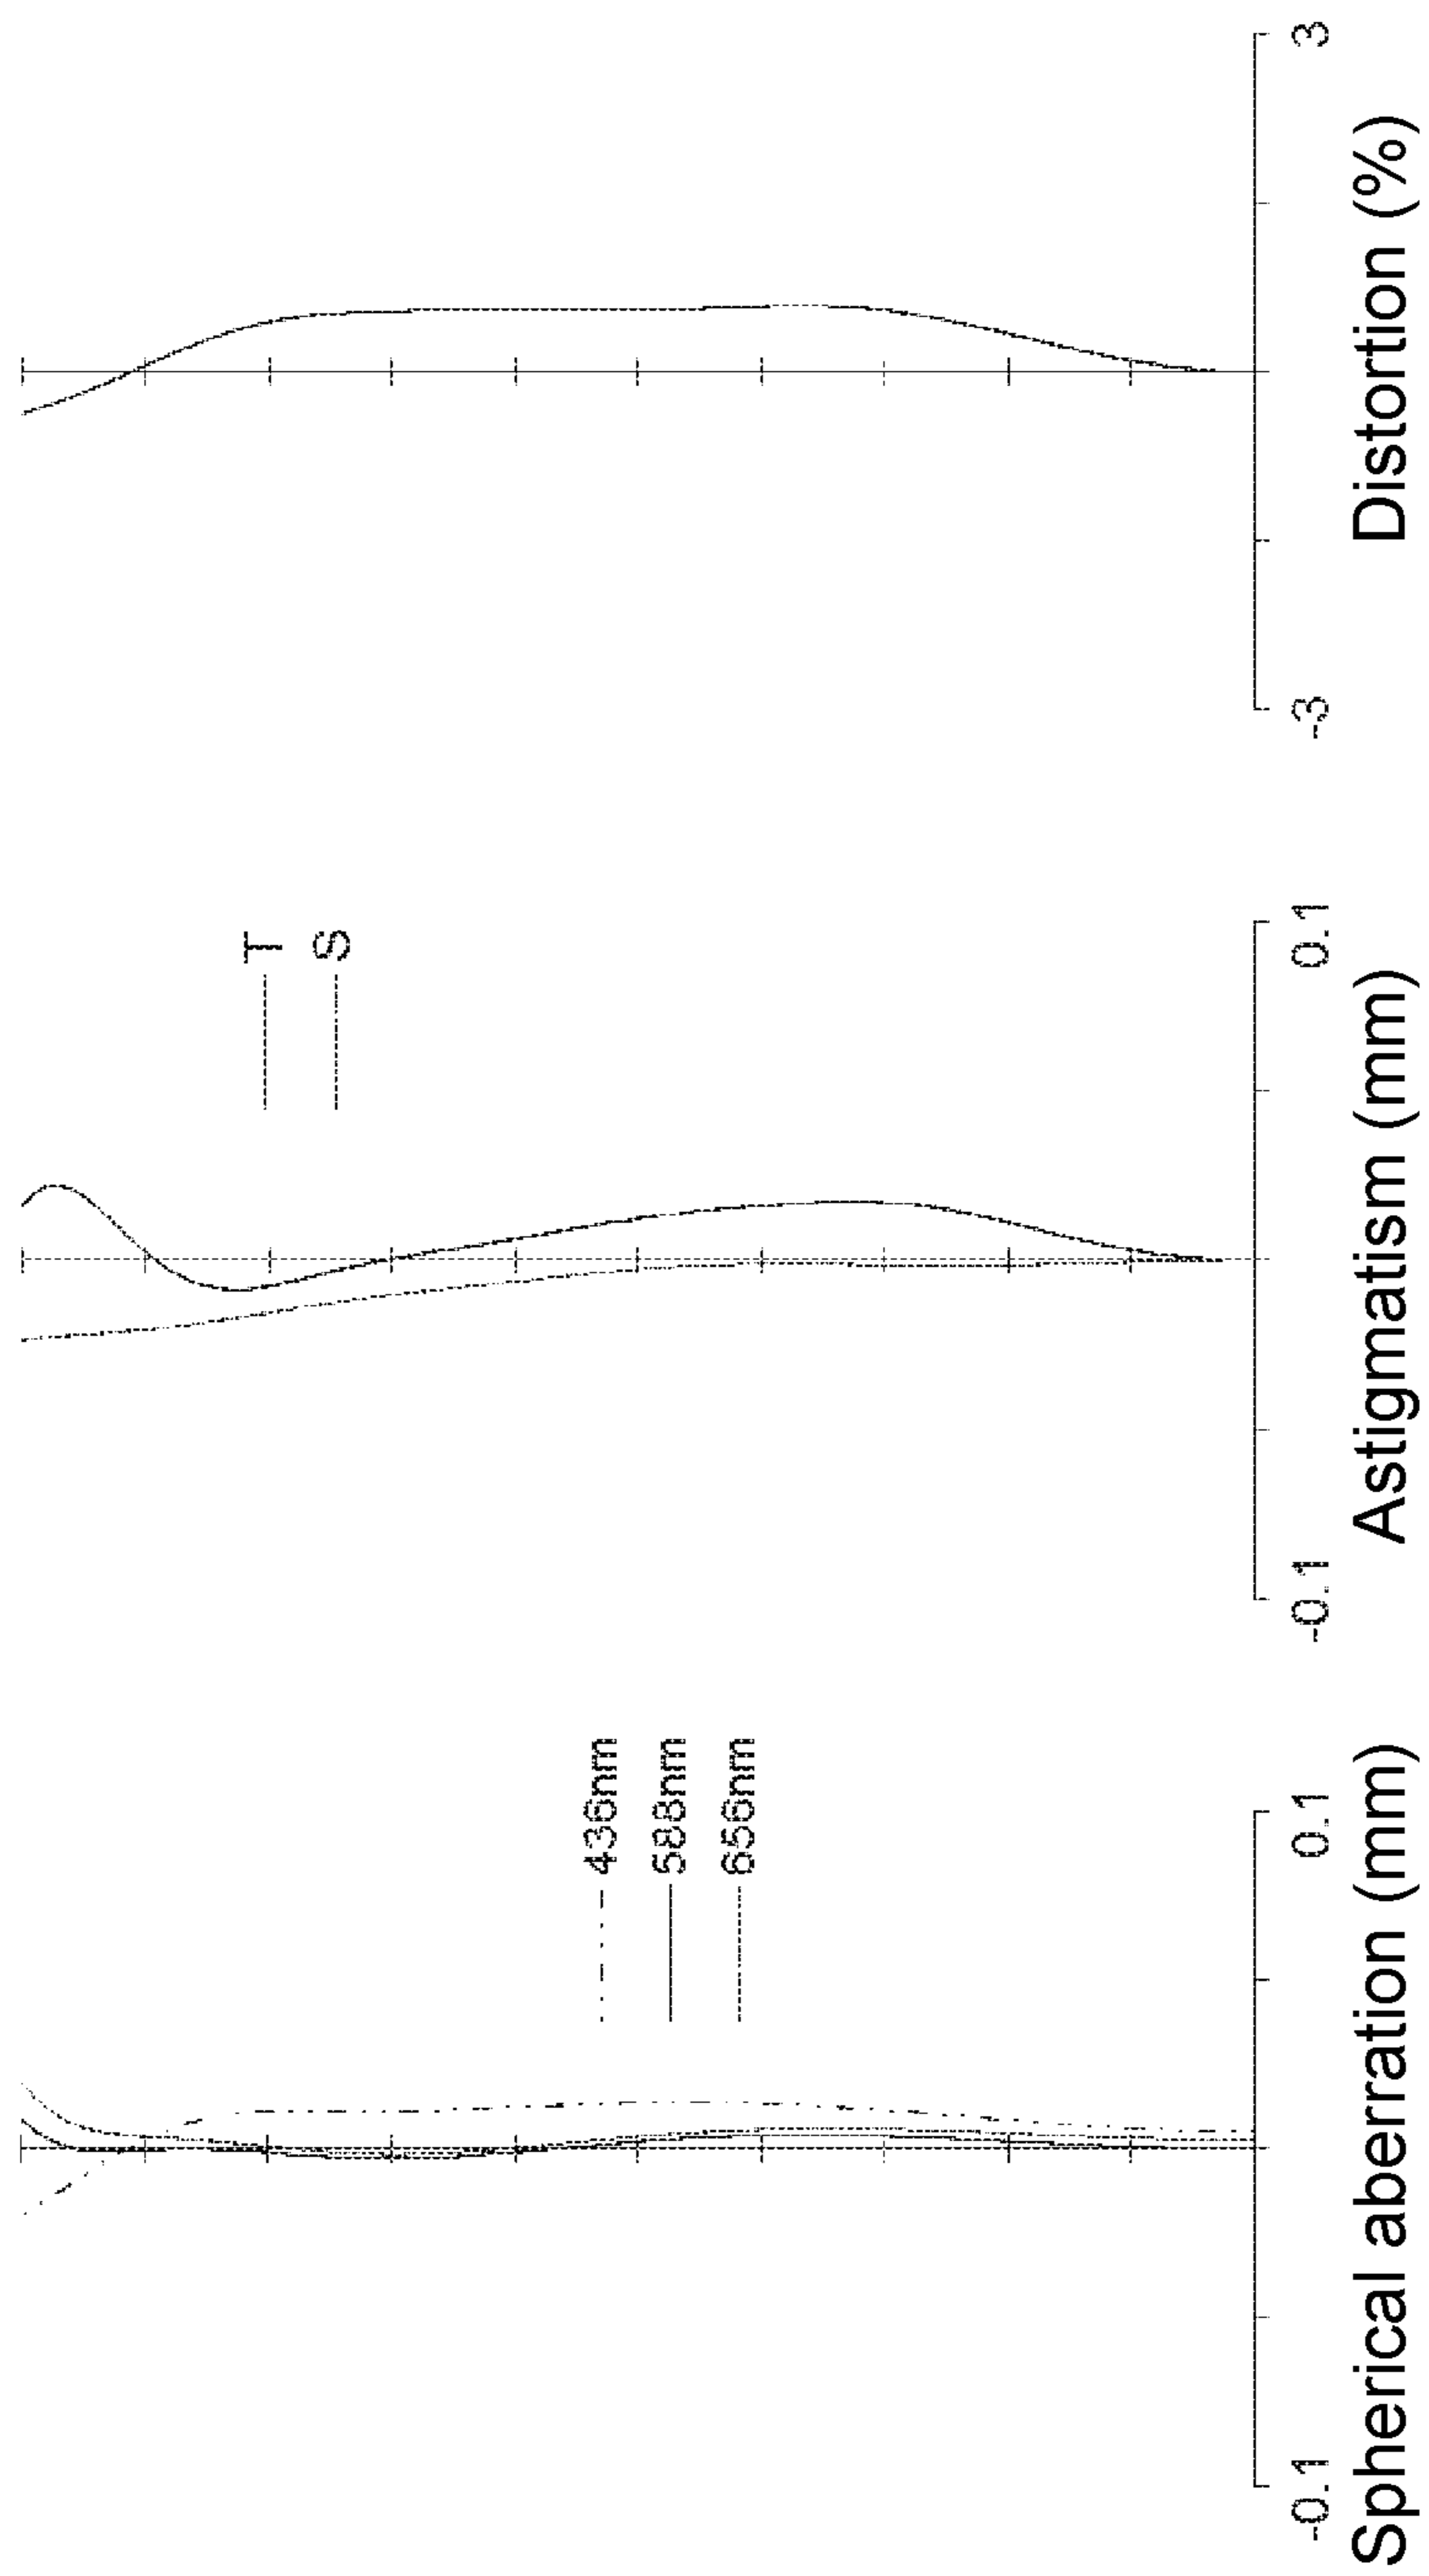 436nm
588nm
656nm
-0.1
0.1
Spherical aberration (mm)
T
S
-0.1
0.1
Astigmatism (mm)
-3
3
Distortion (%)